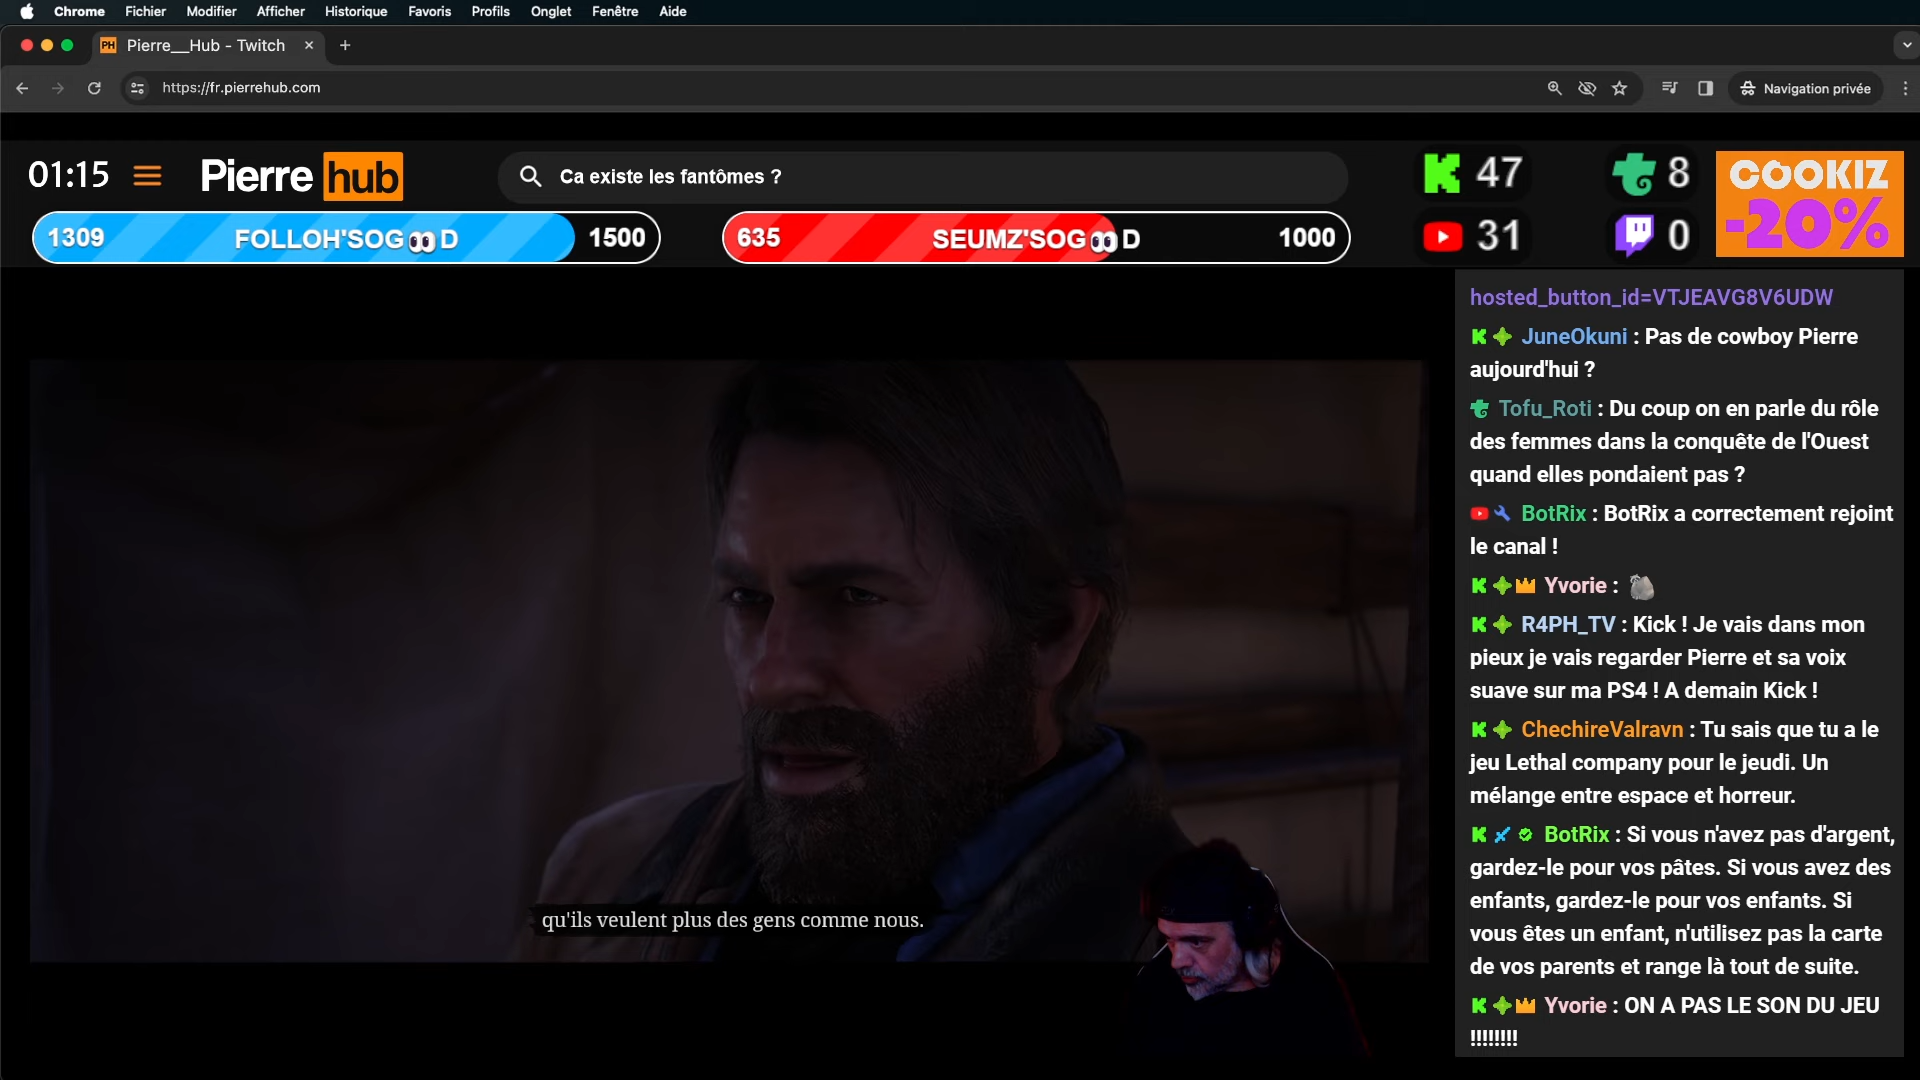 Chrome Fichier Modifier Afficher Historique Favoris Profils Onglet Fenêtre Aide
PH Pierre__Hub - Twitch
https://fr.pierrehub.com
Navigation privée
01:15
Pierre hub
Ca existe les fantômes ?
47
8
COOKIZ
-20%
1309 FOLLOH'SOG👀D 1500
635 SEUMZ'SOG👀D 1000
31
0
hosted_button_id=VTJEAVG8V6UDW
JuneOkuni : Pas de cowboy Pierre
aujourd'hui ?
Tofu_Roti : Du coup on en parle du rôle
des femmes dans la conquête de l'Ouest
quand elles pondaient pas ?
BotRix : BotRix a correctement rejoint
le canal !
Yvorie :
R4PH_TV : Kick ! Je vais dans mon
pieux je vais regarder Pierre et sa voix
suave sur ma PS4 ! A demain Kick !
ChechireValravn : Tu sais que tu a le
jeu Lethal company pour le jeudi. Un
mélange entre espace et horreur.
BotRix : Si vous n'avez pas d'argent,
gardez-le pour vos pâtes. Si vous avez des
enfants, gardez-le pour vos enfants. Si
vous êtes un enfant, n'utilisez pas la carte
de vos parents et range là tout de suite.
Yvorie : ON A PAS LE SON DU JEU
!!!!!!!!
qu'ils veulent plus des gens comme nous.